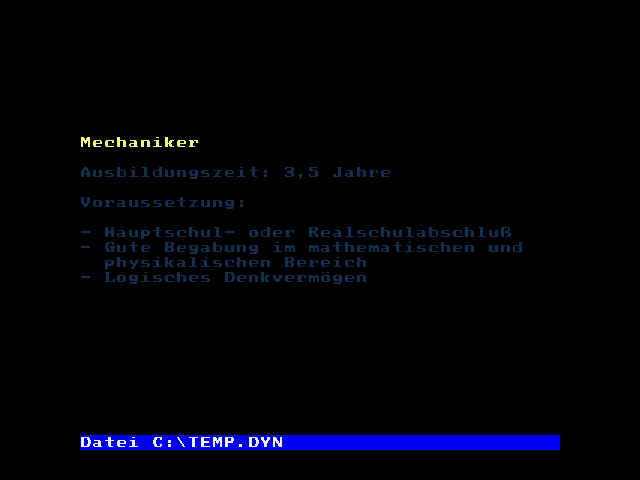 Mechaniker
Ausbildungszeit: 3,5 Jahre
Voraussetzung:
- Hauptschul- oder Realschulabschluß
- Gute Begabung im mathematischen und
physikalischen Bereich
- Logisches Denkvermögen
Datei C:\TEMP.DYN